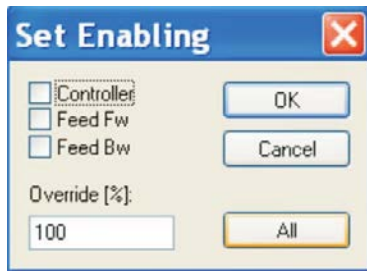 Set Enabling
Controller
Feed Fw
Feed Bw
OK
Cancel
Override [%]:
100
All